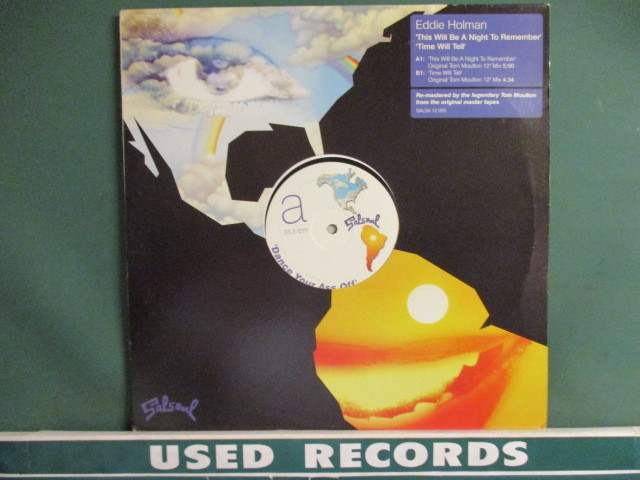 Eddie Holman
'This Will Be A Night To Remember'
'Time Will Tell'
A1: 'This Will Be A Night To Remember'
Original Tom Moulton 12" Mix 5:00
B1: 'Time Will Tell'
Original Tom Moulton 12" Mix 4.34
Re-mastered by the legendary Tom Moulton
from the original master tapes
a
Salsoul
'Dance Your Ass Off'
Salsoul
USED RECORDS